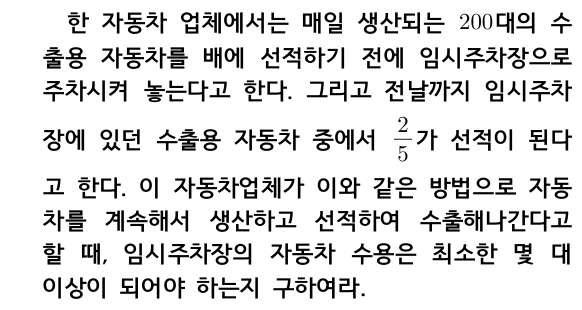 한 자동차 업체에서는 매일 생산되는 200대의 수
출용 자동차를 배에 선적하기 전에 임시주차장으로
주차시켜 놓는다고 한다. 그리고 전날까지 임시주차
장에 있던 수출용 자동차 중에서 2/5가 선적이 된다
고 한다. 이 자동차업체가 이와 같은 방법으로 자동
차를 계속해서 생산하고 선적하여 수출해나간다고
할 때, 임시주차장의 자동차 수용은 최소한 몇 대
이상이 되어야 하는지 구하여라.